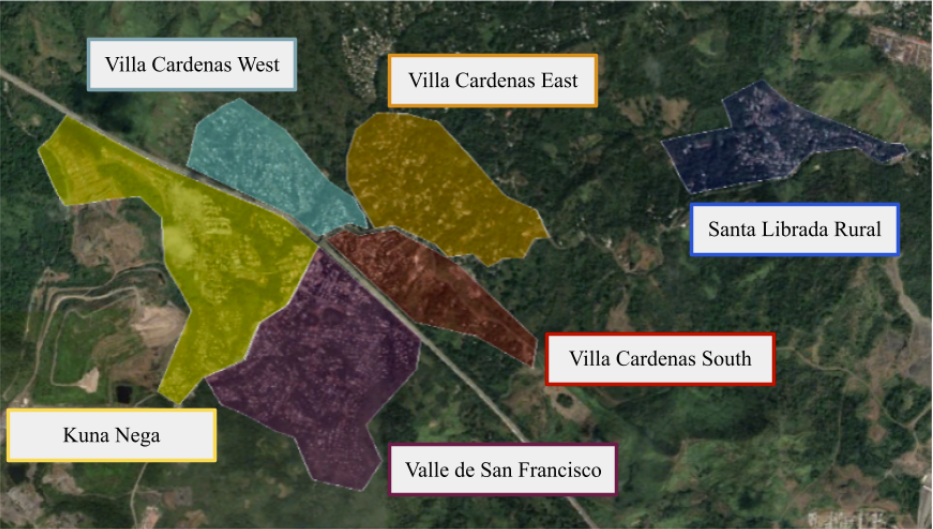 Villa Cardenas West
Villa Cardenas East
Santa Librada Rural
Villa Cardenas South
Kuna Nega
Valle de San Francisco